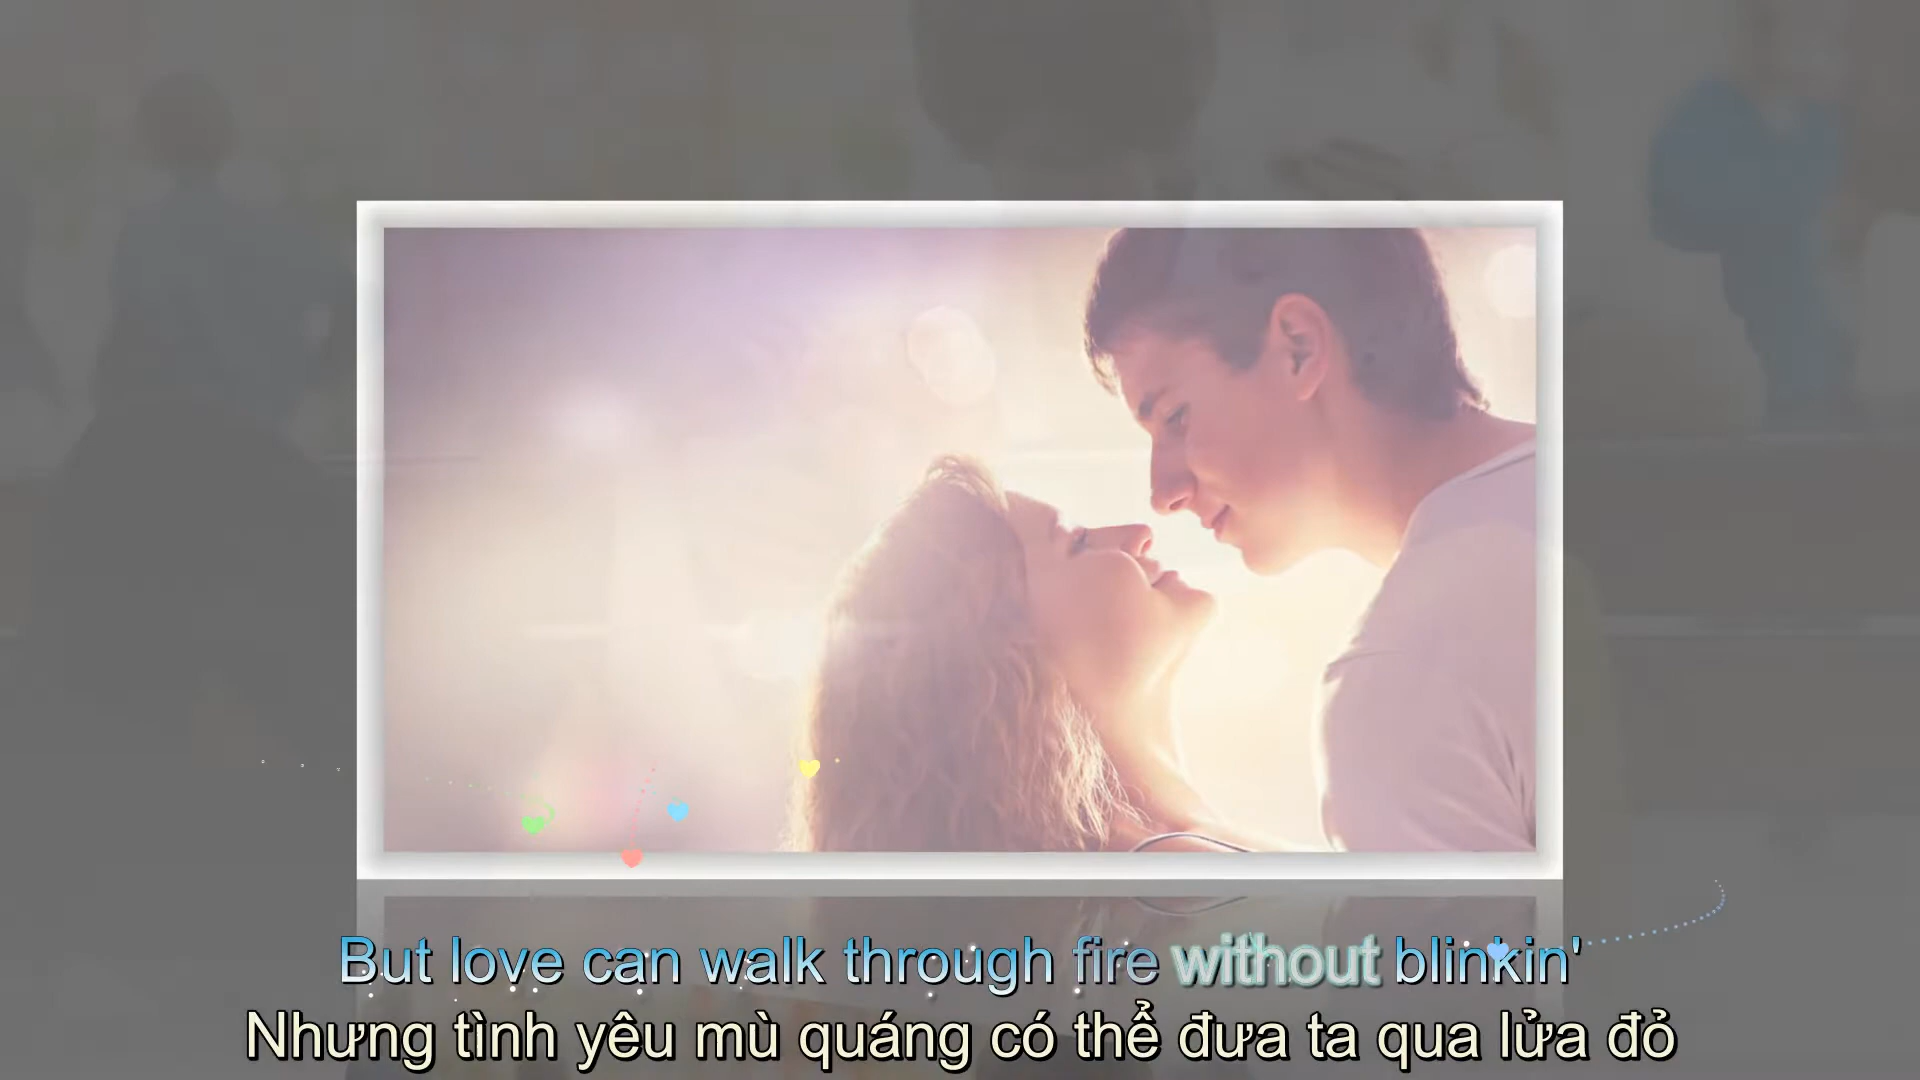 But love can walk through fire without blinkin'
Nhưng tình yêu mù quáng có thể đưa ta qua lửa đỏ